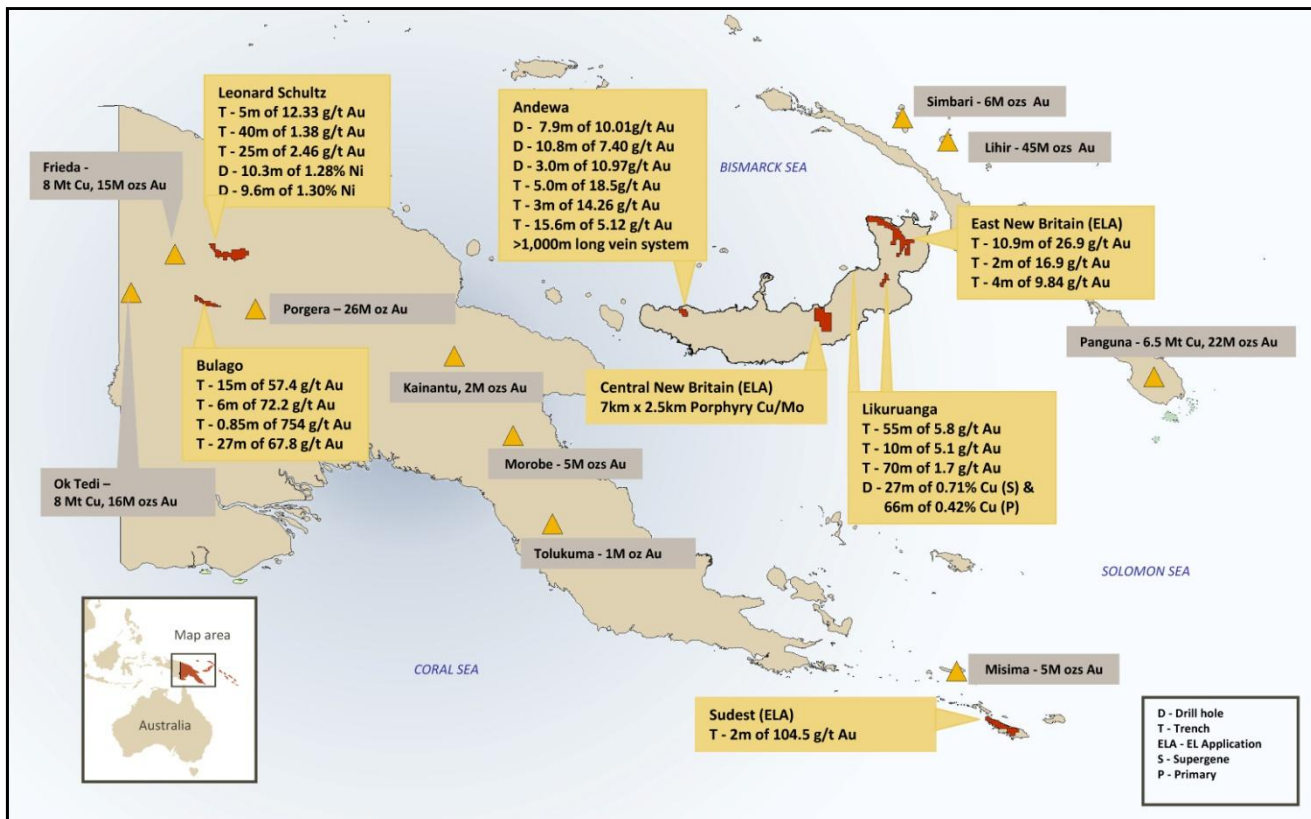 Leonard Schultz
T - 5m of 12.33 g/t Au
T - 40m of 1.38 g/t Au
T - 25m of 2.46 g/t Au
D - 10.3m of 1.28% Ni
D - 9.6m of 1.30% Ni
Frieda -
8 Mt Cu, 15M ozs Au
Andewa
D -  7.9m of 10.01g/t Au
D - 10.8m of 7.40 g/t Au
D - 3.0m of 10.97g/t Au
T - 5.0m of 18.5g/t Au
T - 3m of 14.26 g/t Au
T - 15.6m of 5.12 g/t Au
>1,000m long vein system
BISMARCK SEA
Simbari - 6M ozs  Au
Lihir - 45M ozs  Au
East New Britain (ELA)
T - 10.9m of 26.9 g/t Au
T - 2m of 16.9 g/t Au
T - 4m of 9.84 g/t Au
Porgera – 26M oz Au
Bulago
T - 15m of 57.4 g/t Au
T - 6m of 72.2 g/t Au
T - 0.85m of 754 g/t Au
T - 27m of 67.8 g/t Au
Kainantu, 2M ozs Au
Central New Britain (ELA)
7km x 2.5km Porphyry Cu/Mo
Panguna - 6.5 Mt Cu, 22M ozs Au
Likuruanga
T - 55m of 5.8 g/t Au
T - 10m of 5.1 g/t Au
T - 70m of 1.7 g/t Au
D - 27m of 0.71% Cu (S) &
66m of 0.42% Cu (P)
Morobe - 5M ozs Au
Ok Tedi –
8 Mt Cu, 16M ozs Au
Tolukuma - 1M oz Au
SOLOMON SEA
Map area
Australia
CORAL SEA
Misima - 5M ozs Au
Sudest (ELA)
T - 2m of 104.5 g/t Au
D - Drill hole
T - Trench
ELA - EL Application
S - Supergene
P - Primary